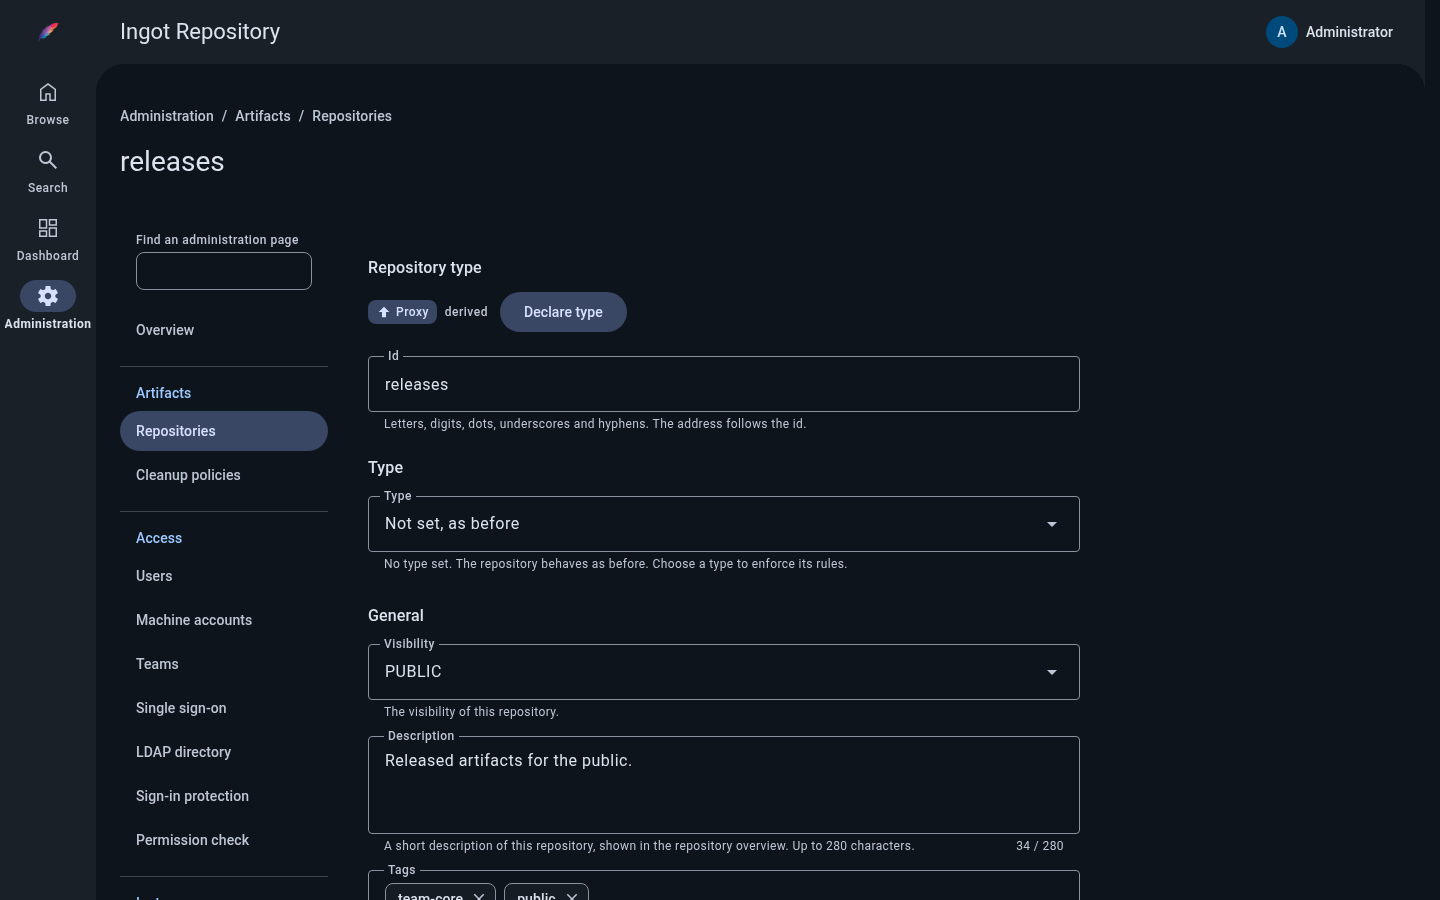 Ingot Repository
A
Administrator
Browse
Search
Dashboard
Administration
Administration / Artifacts / Repositories
releases
Find an administration page
Overview
Artifacts
Repositories
Cleanup policies
Access
Users
Machine accounts
Teams
Single sign-on
LDAP directory
Sign-in protection
Permission check
Repository type
Proxy derived Declare type
Id
releases
Letters, digits, dots, underscores and hyphens. The address follows the id.
Type
Type
Not set, as before
No type set. The repository behaves as before. Choose a type to enforce its rules.
General
Visibility
PUBLIC
The visibility of this repository.
Description
Released artifacts for the public.
A short description of this repository, shown in the repository overview. Up to 280 characters. 34 / 280
Tags
team-core public